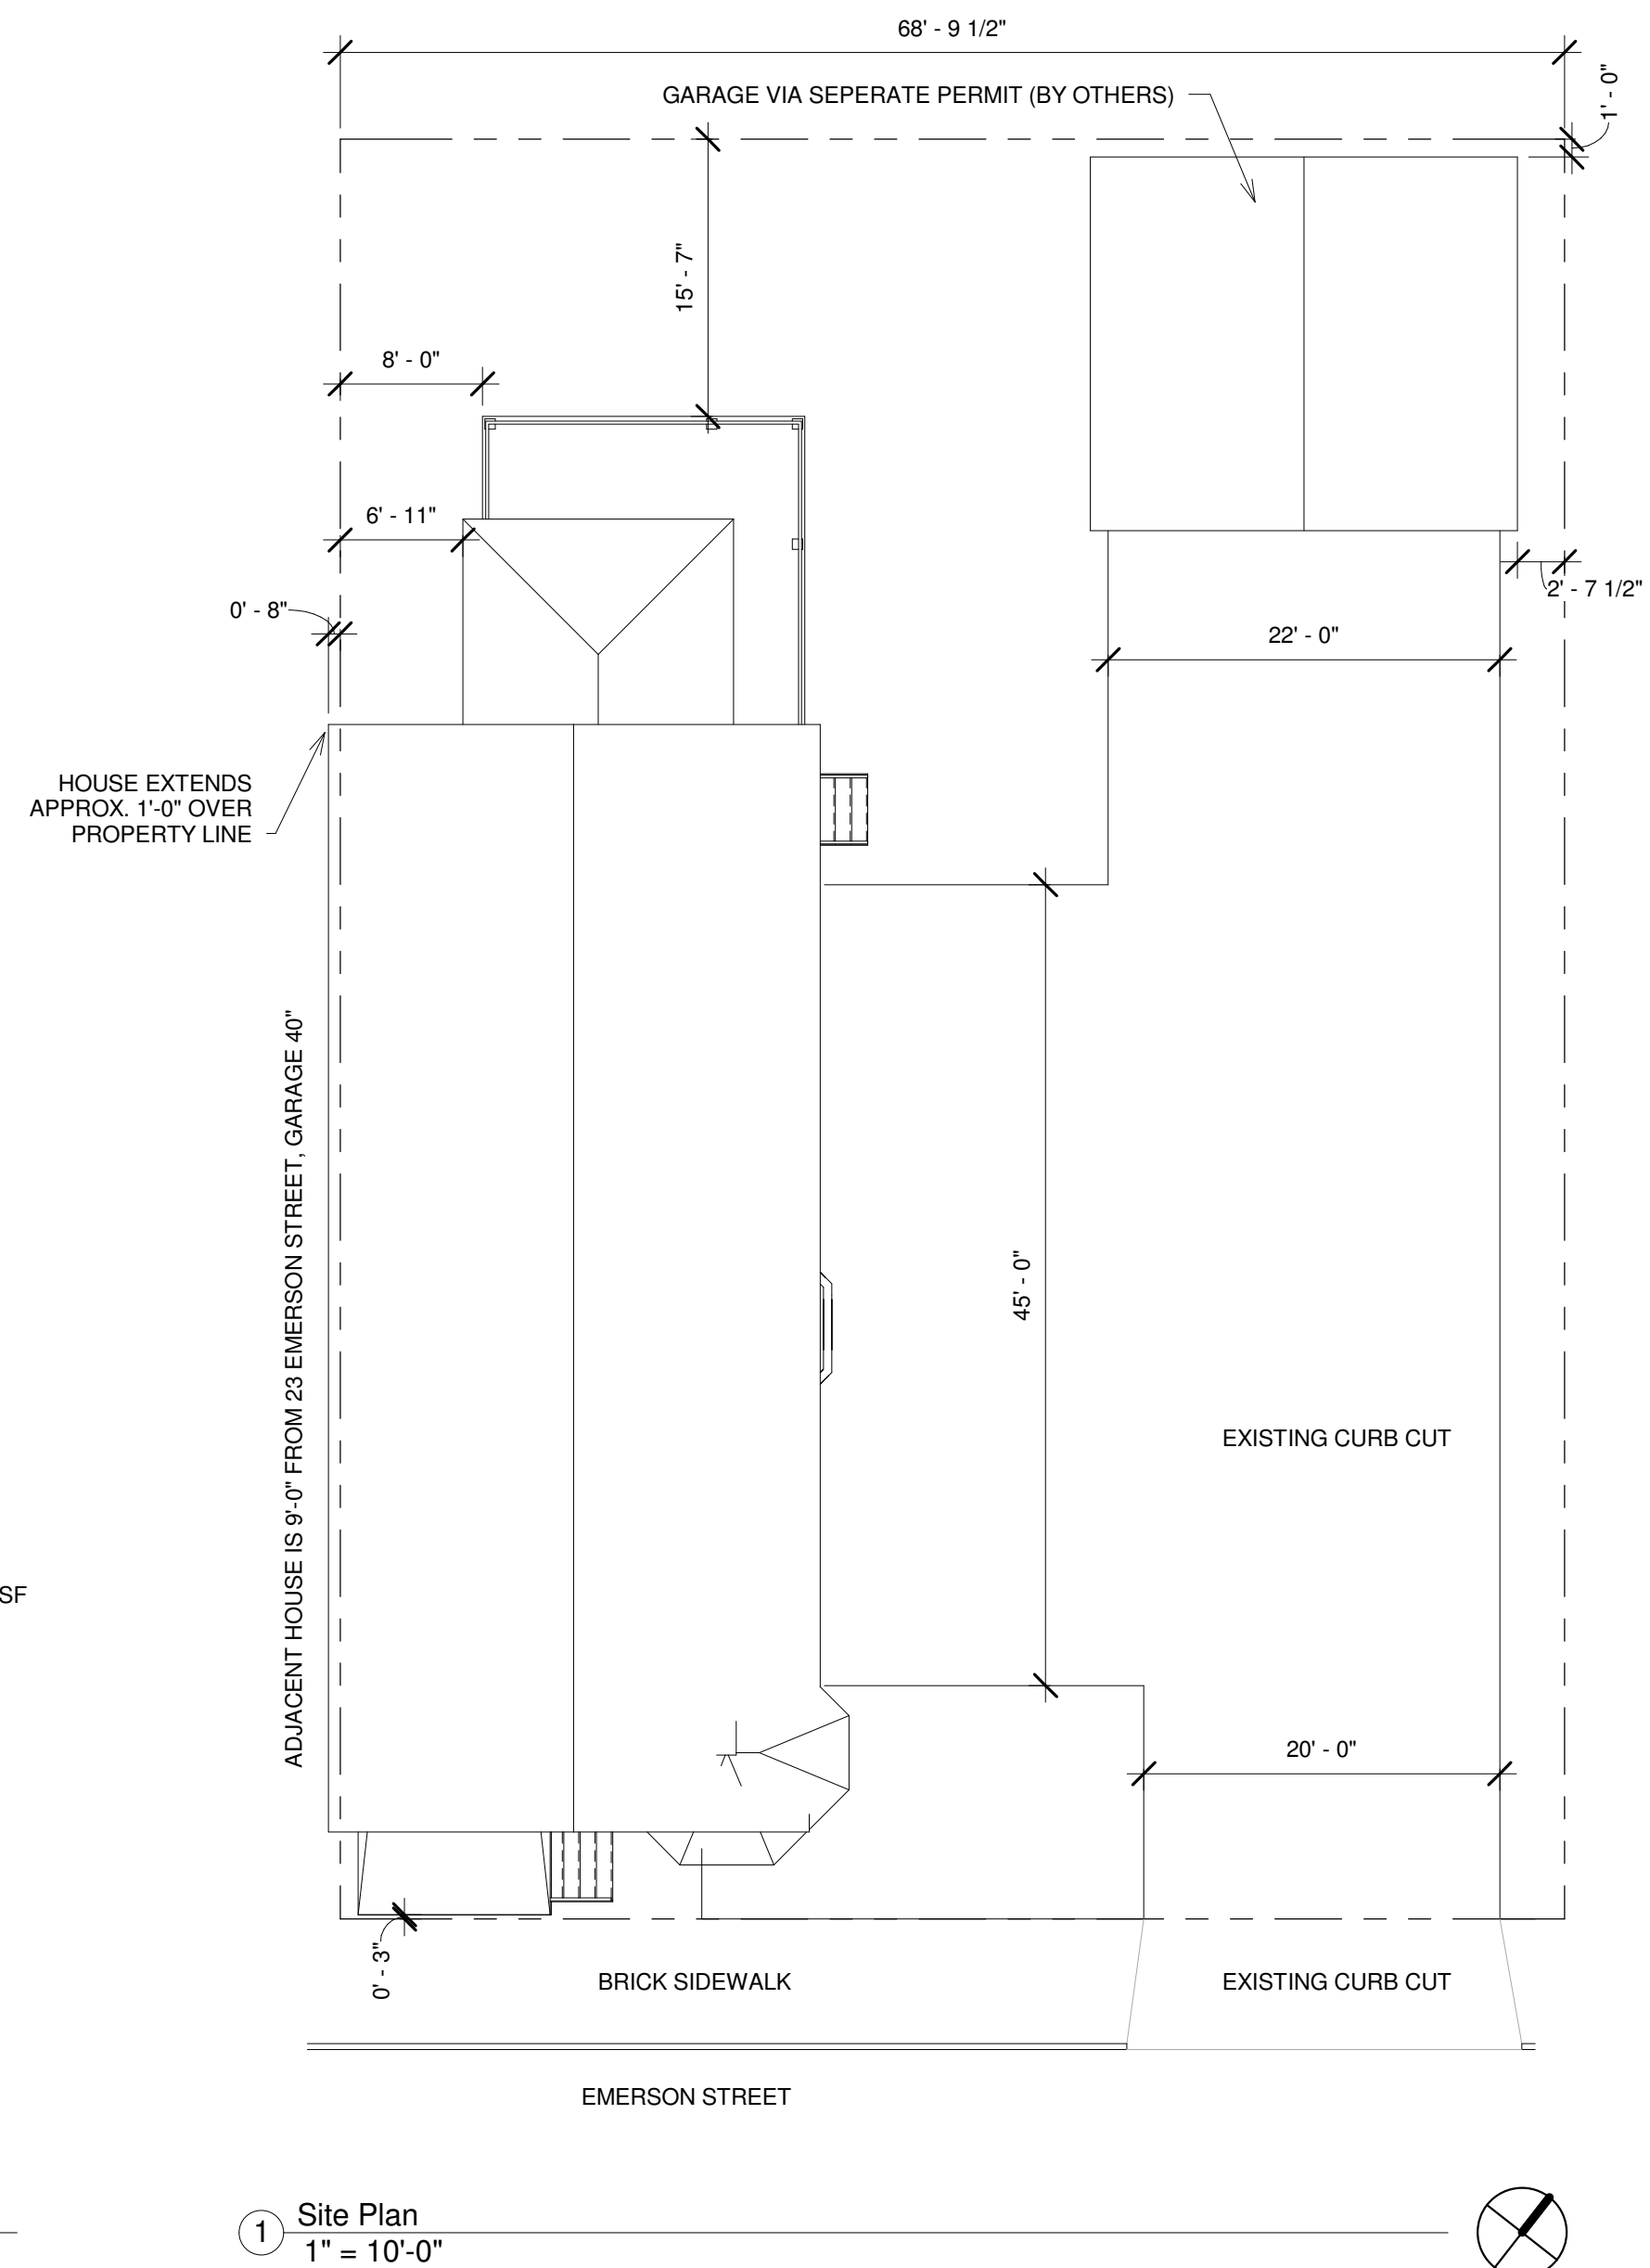 68' - 9 1/2"
GARAGE VIA SEPERATE PERMIT (BY OTHERS)
1' - 0"
15' - 7"
8' - 0"
6' - 11"
0' - 8"
2' - 7 1/2"
22' - 0"
HOUSE EXTENDS
APPROX. 1'-0" OVER
PROPERTY LINE
ADJACENT HOUSE IS 9'-0" FROM 23 EMERSON STREET, GARAGE 40"
45' - 0"
EXISTING CURB CUT
SF
20' - 0"
0' - 3"
BRICK SIDEWALK
EXISTING CURB CUT
EMERSON STREET
1
Site Plan
1" = 10'-0"